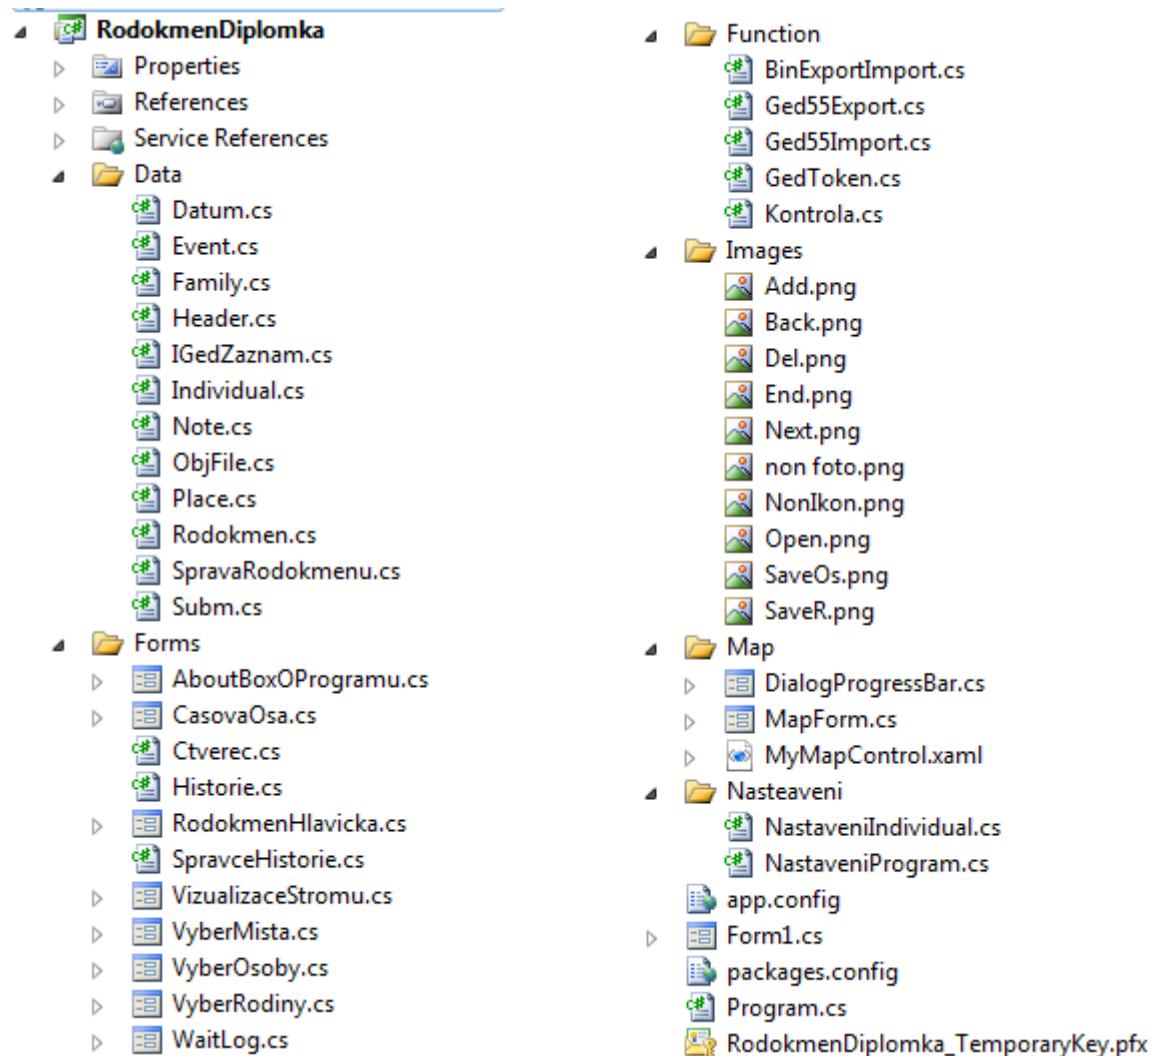 RodokmenDiplomka
Properties
References
Service References
Data
Datum.cs
Event.cs
Family.cs
Header.cs
IGedZaznam.cs
Individual.cs
Note.cs
ObjFile.cs
Place.cs
Rodokmen.cs
SpravaRodokmenu.cs
Subm.cs
Forms
AboutBoxOProgramu.cs
CasovaOsa.cs
Ctverec.cs
Historie.cs
RodokmenHlavicka.cs
SpravceHistorie.cs
VizualizaceStromu.cs
VyberMista.cs
VyberOsoby.cs
VyberRodiny.cs
WaitLog.cs
Function
BinExportImport.cs
Ged55Export.cs
Ged55Import.cs
GedToken.cs
Kontrola.cs
Images
Add.png
Back.png
Del.png
End.png
Next.png
non foto.png
NonIkon.png
Open.png
SaveOs.png
SaveR.png
Map
DialogProgressBar.cs
MapForm.cs
MyMapControl.xaml
Nasteaveni
NastaveniIndividual.cs
NastaveniProgram.cs
app.config
Form1.cs
packages.config
Program.cs
RodokmenDiplomka_TemporaryKey.pfx